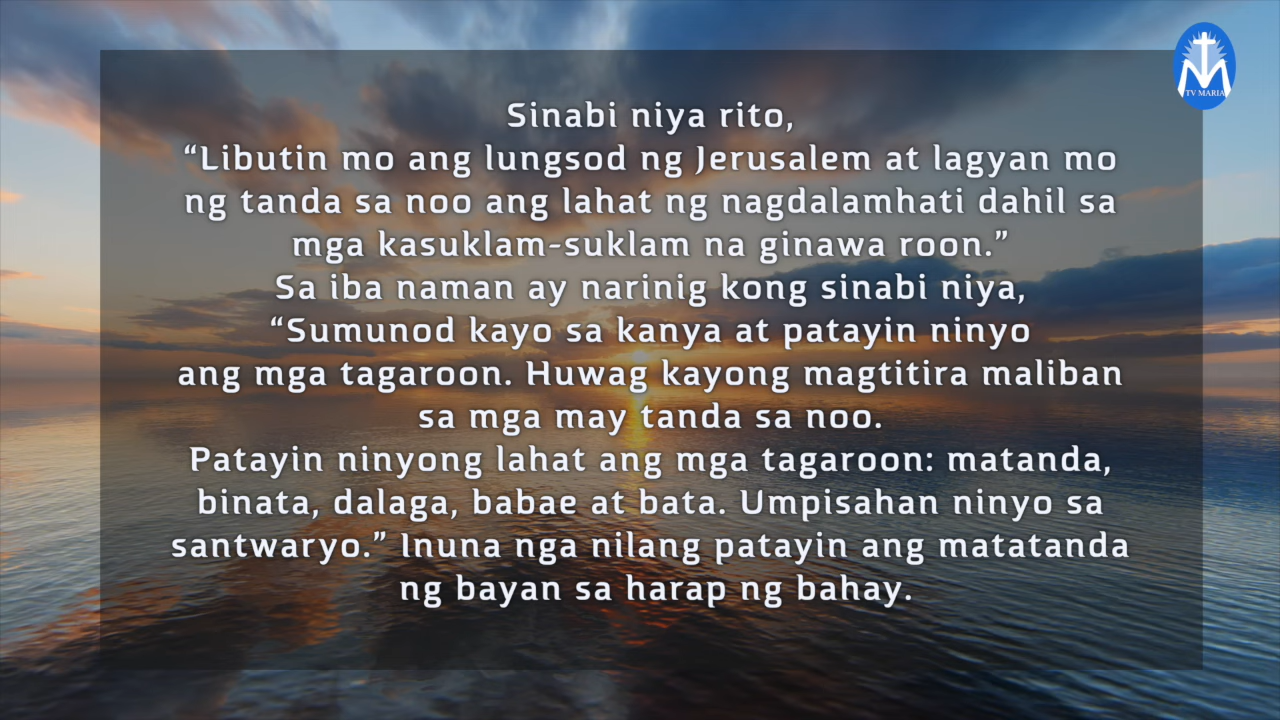 TV MARIA
Sinabi niya rito,
“Libutin mo ang lungsod ng Jerusalem at lagyan mo
ng tanda sa noo ang lahat ng nagdalamhati dahil sa
mga kasuklam-suklam na ginawa roon.”
Sa iba naman ay narinig kong sinabi niya,
“Sumunod kayo sa kanya at patayin ninyo
ang mga tagaroon. Huwag kayong magtitira maliban
sa mga may tanda sa noo.
Patayin ninyong lahat ang mga tagaroon: matanda,
binata, dalaga, babae at bata. Umpisahan ninyo sa
santwaryo.” Inuna nga nilang patayin ang matatanda
ng bayan sa harap ng bahay.